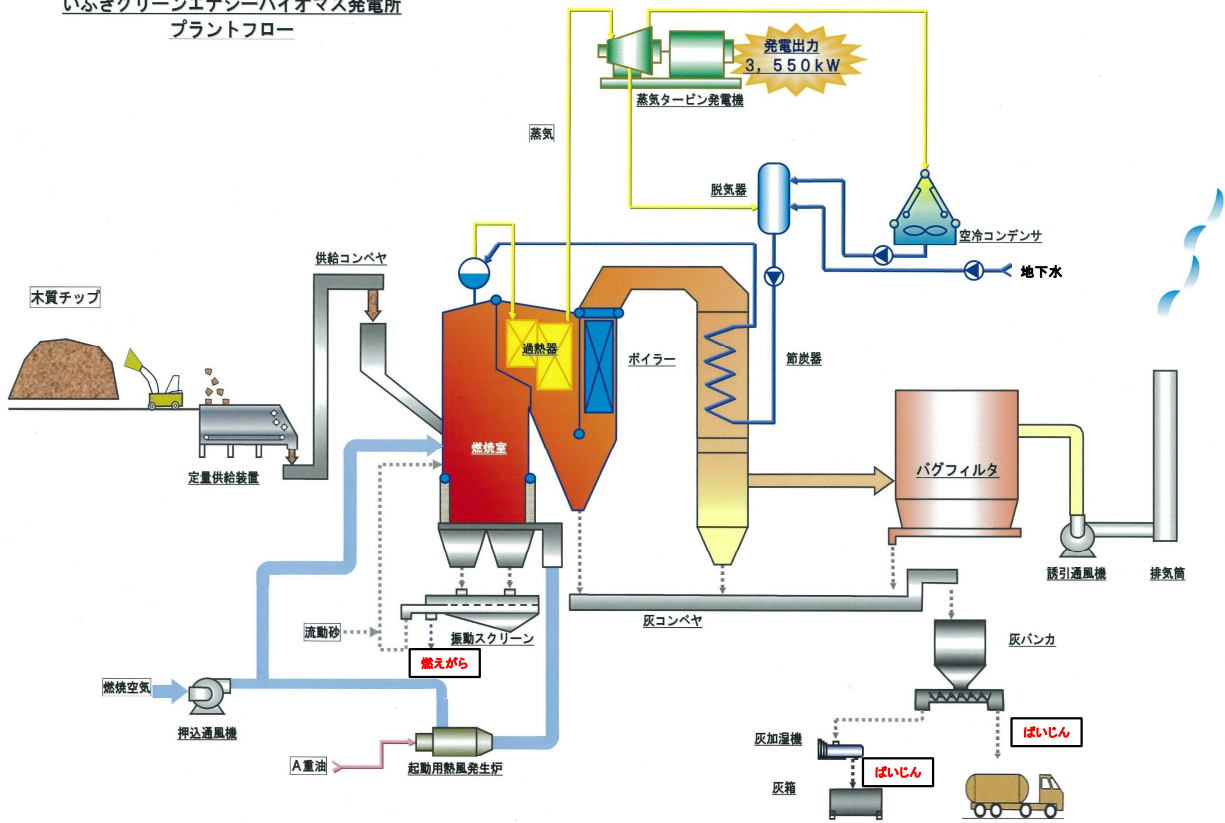 いぶきグリーンエナジーバイオマス発電所
プラントフロー
発電出力
3,550kW
蒸気タービン発電機
蒸気
脱気器
空冷コンデンサ
地下水
供給コンベヤ
木質チップ
過熱器
ボイラー
節炭器
燃焼室
定量供給装置
バグフィルタ
誘引通風機
排気筒
流動砂
振動スクリーン
灰コンベヤ
灰バンカ
燃えがら
燃焼空気
押込通風機
A重油
起動用熱風発生炉
灰加湿機
ばいじん
ばいじん
灰箱